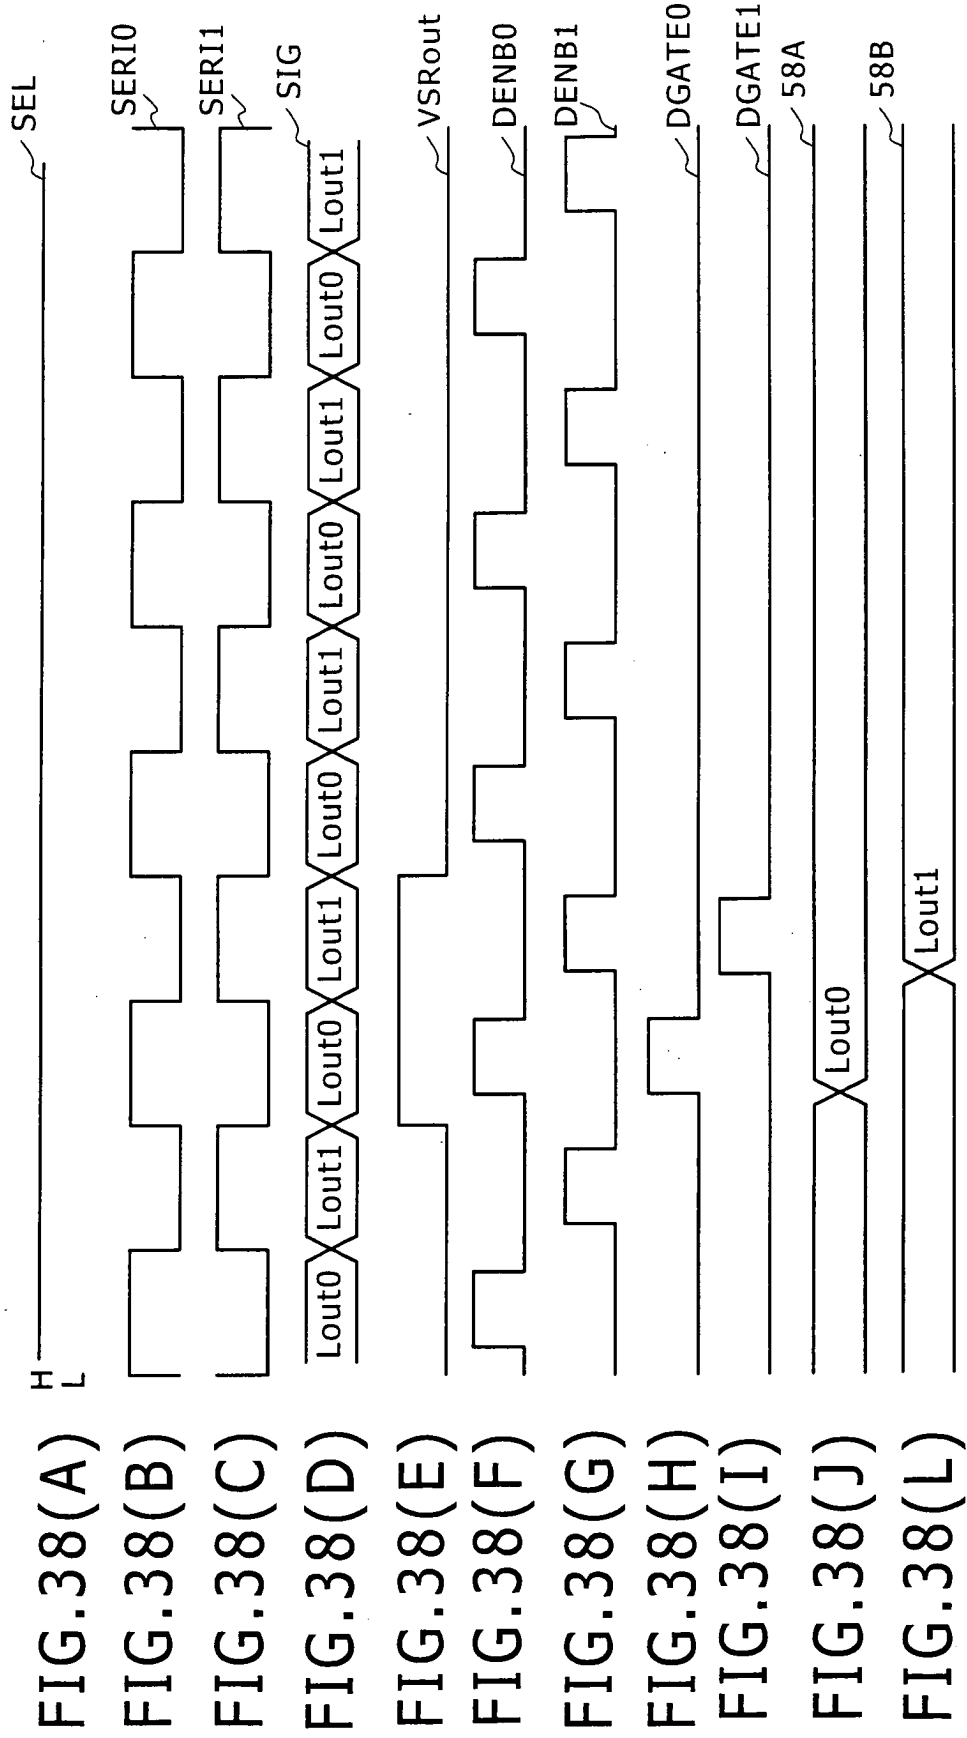 FIG.38(A) H L SEL
FIG.38(B) SERI0
FIG.38(C) SERI1
FIG.38(D) Lout0 Lout1 Lout0 Lout1 Lout0 Lout1 Lout0 Lout1 Lout0 Lout1 SIG
FIG.38(E) VSRout
FIG.38(F) DENB0
FIG.38(G) DENB1
FIG.38(H) DGATE0
FIG.38(I) DGATE1
FIG.38(J) Lout0 58A
FIG.38(L) Lout1 58B